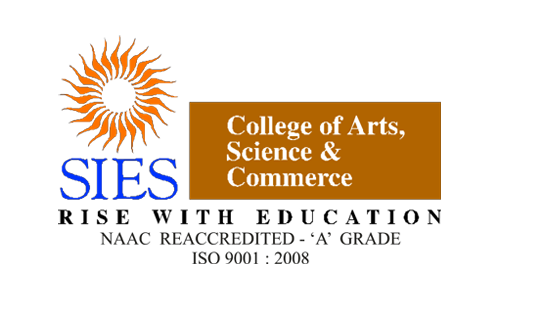 SIES
College of Arts,
Science &
Commerce
RISE WITH EDUCATION
NAAC REACCREDITED - ‘A’ GRADE
ISO 9001 : 2008